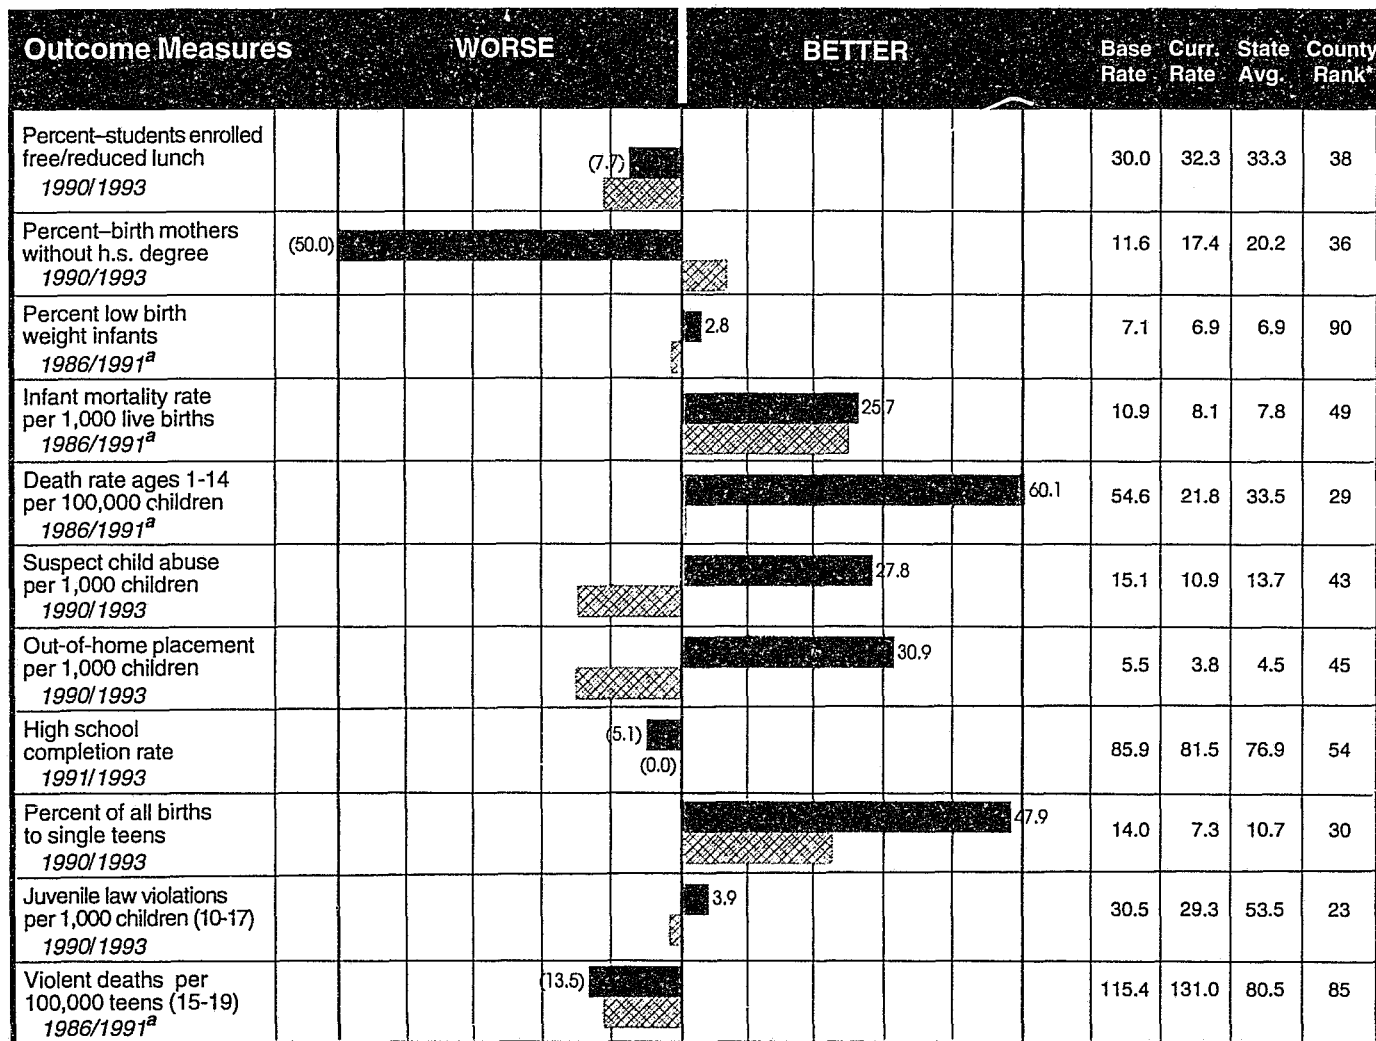 Outcome Measures WORSE BETTER Base Curr. State County
Rate Rate Avg. Rank*
Percent–students enrolled
free/reduced lunch (7.7) 30.0 32.3 33.3 38
1990/1993
Percent–birth mothers
without h.s. degree (50.0) 11.6 17.4 20.2 36
1990/1993
Percent low birth
weight infants 2.8 7.1 6.9 6.9 90
1986/1991a
Infant mortality rate
per 1,000 live births 25.7 10.9 8.1 7.8 49
1986/1991a
Death rate ages 1-14
per 100,000 children 60.1 54.6 21.8 33.5 29
1986/1991a
Suspect child abuse
per 1,000 children 27.8 15.1 10.9 13.7 43
1990/1993
Out-of-home placement
per 1,000 children 30.9 5.5 3.8 4.5 45
1990/1993
High school (5.1)
completion rate (0.0) 85.9 81.5 76.9 54
1991/1993
Percent of all births 47.9
to single teens 14.0 7.3 10.7 30
1990/1993
Juvenile law violations 3.9
per 1,000 children (10-17) 30.5 29.3 53.5 23
1990/1993
Violent deaths per (13.5)
100,000 teens (15-19) 115.4 131.0 80.5 85
1986/1991a